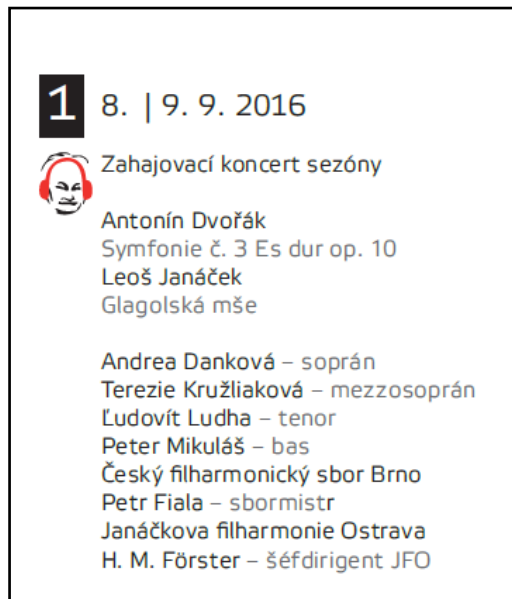 1 8. | 9. 9. 2016
Zahajovací koncert sezóny
Antonín Dvořák
Symfonie č. 3 Es dur op. 10
Leoš Janáček
Glagolská mše
Andrea Danková – soprán
Terezie Kružliaková – mezzosoprán
Ľudovít Ludha – tenor
Peter Mikuláš – bas
Český filharmonický sbor Brno
Petr Fiala – sbormistr
Janáčkova filharmonie Ostrava
H. M. Förster – šéfdirigent JFO